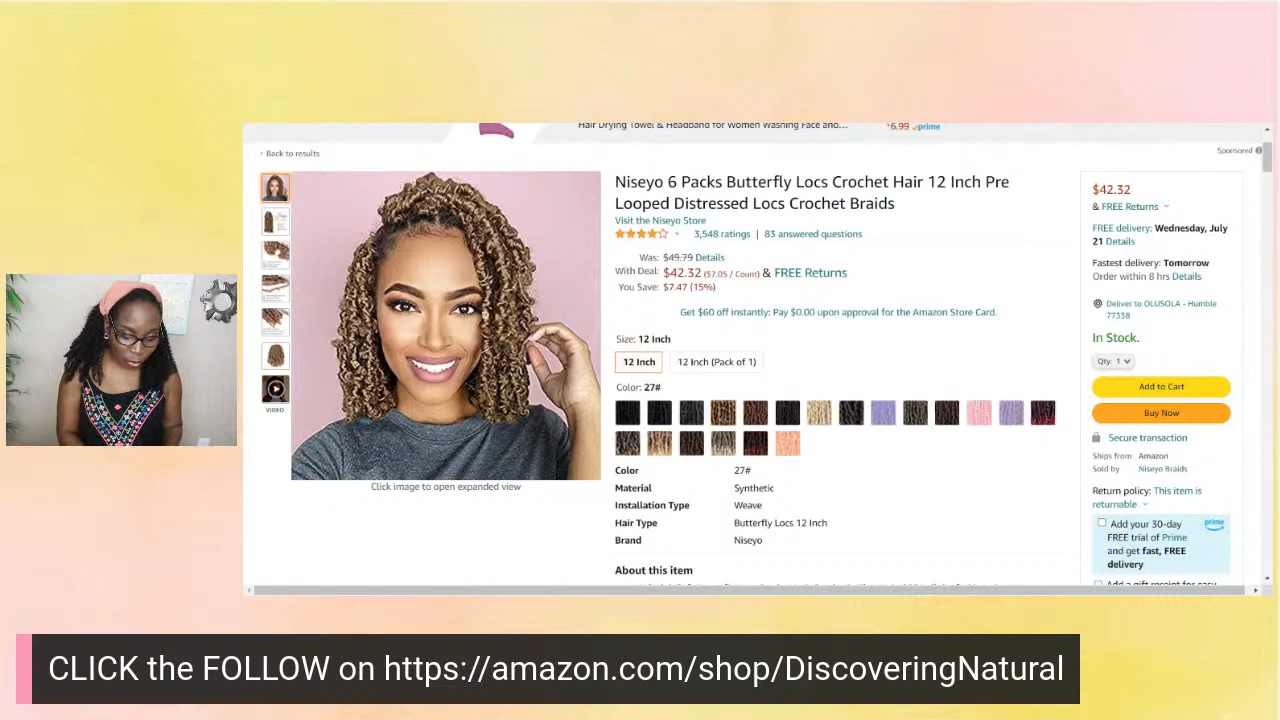 Hair Drying Towel & Headband for Women Washing Face and...
$6.99 prime
‹ Back to results
Sponsored
Niseyo 6 Packs Butterfly Locs Crochet Hair 12 Inch Pre
Looped Distressed Locs Crochet Braids
Visit the Niseyo Store
3,548 ratings | 83 answered questions
Was: $49.79 Details
With Deal: $42.32 ($7.05 / Count) & FREE Returns
You Save: $7.47 (15%)
Get $60 off instantly: Pay $0.00 upon approval for the Amazon Store Card.
Size: 12 Inch
12 Inch
12 Inch (Pack of 1)
Color: 27#
VIDEO
Click image to open expanded view
Color 27#
Material Synthetic
Installation Type Weave
Hair Type Butterfly Locs 12 Inch
Brand Niseyo
About this item
$42.32
& FREE Returns
FREE delivery: Wednesday, July
21 Details
Fastest delivery: Tomorrow
Order within 8 hrs Details
Deliver to OLUSOLA - Humble
77338
In Stock.
Qty: 1
Add to Cart
Buy Now
Secure transaction
Ships from Amazon
Sold by Niseyo Braids
Return policy: This item is
returnable
Add your 30-day
FREE trial of Prime
and get fast, FREE
delivery
prime
Add a gift receipt for easy
CLICK the FOLLOW on https://amazon.com/shop/DiscoveringNatural